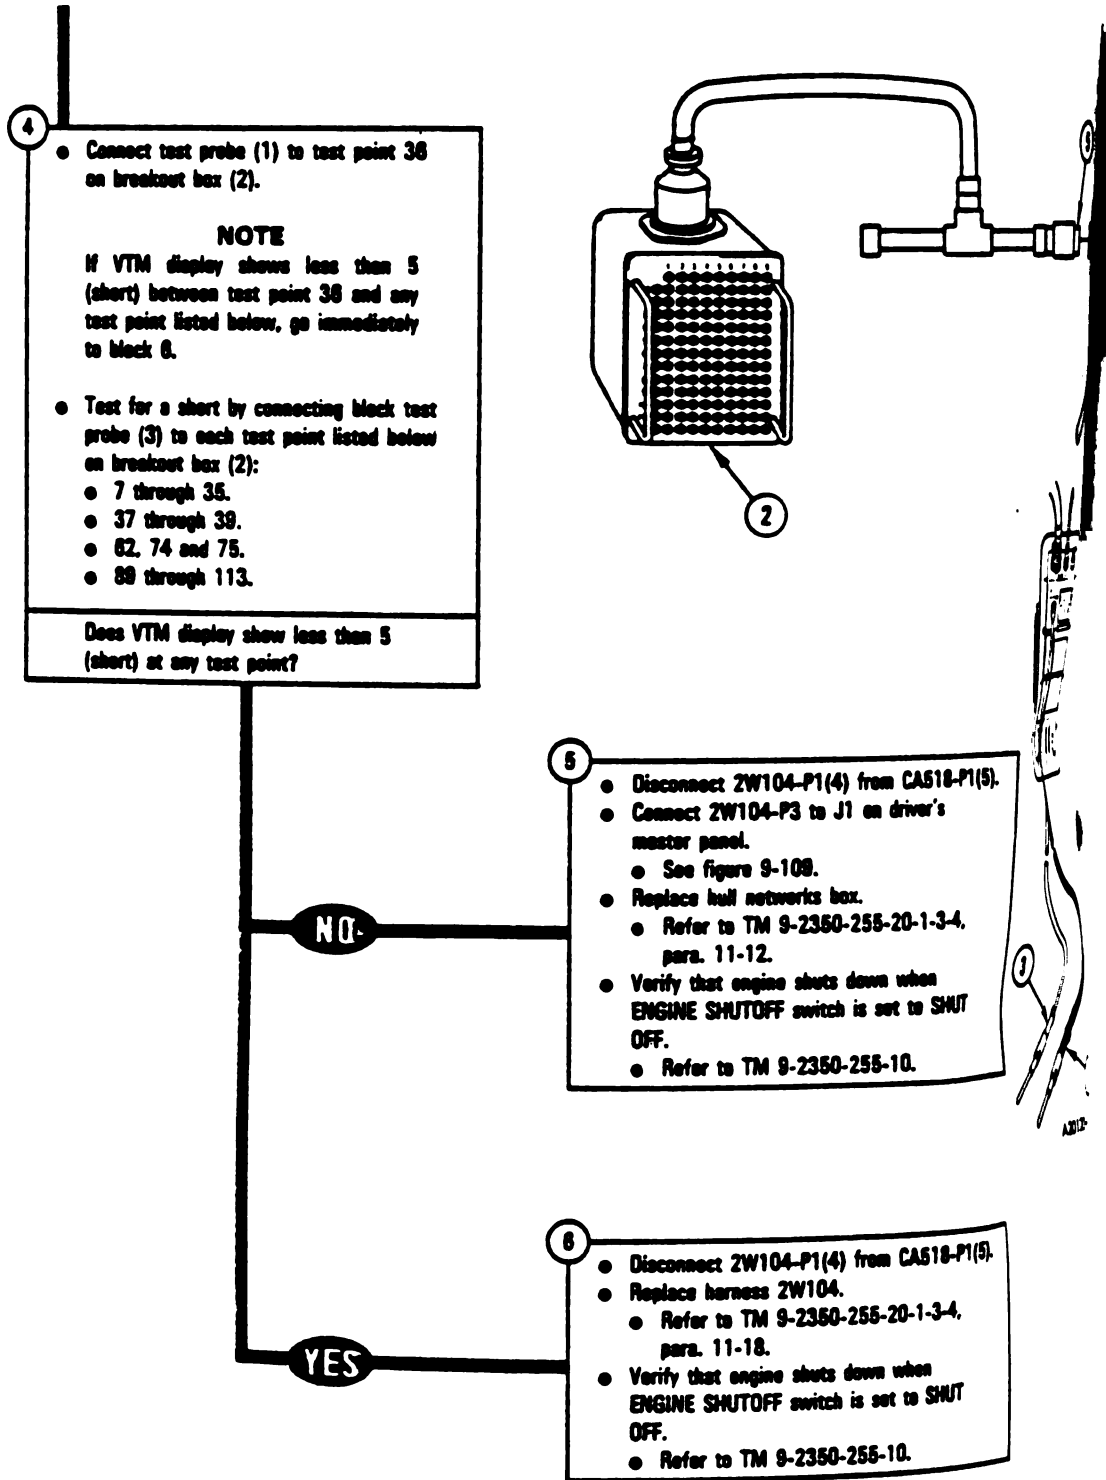 4
● Connect test probe (1) to test point 36
on breakout box (2).
NOTE
If VTM display shows less than 5
(short) between test point 36 and any
test point listed below, go immediately
to block 6.
● Test for a short by connecting black test
probe (3) to each test point listed below
on breakout box (2):
● 7 through 35.
● 37 through 39.
● 62, 74 and 75.
● 89 through 113.
Does VTM display show less than 5
(short) at any test point?
5
2
3
NO
5
● Disconnect 2W104-P1(4) from CA518-P1(5).
● Connect 2W104-P3 to J1 on driver's
master panel.
● See figure 9-109.
● Replace hull networks box.
● Refer to TM 9-2350-255-20-1-3-4,
para. 11-12.
● Verify that engine shuts down when
ENGINE SHUTOFF switch is set to SHUT
OFF.
● Refer to TM 9-2350-255-10.
YES
6
● Disconnect 2W104-P1(4) from CA518-P1(5).
● Replace harness 2W104.
● Refer to TM 9-2350-255-20-1-3-4,
para. 11-18.
● Verify that engine shuts down when
ENGINE SHUTOFF switch is set to SHUT
OFF.
● Refer to TM 9-2350-255-10.